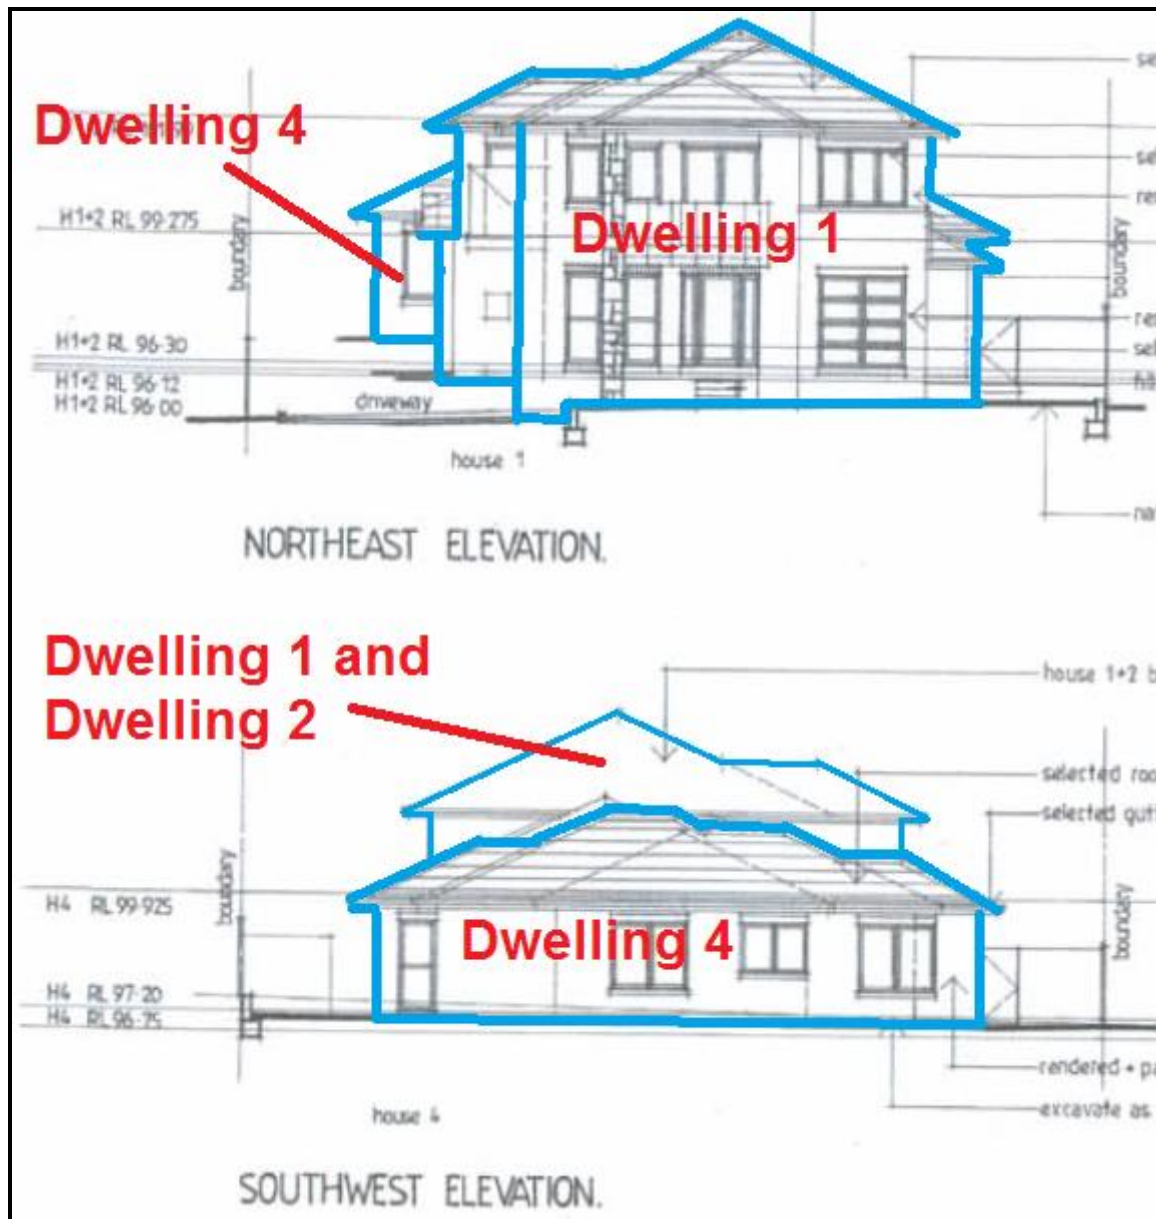 Dwelling 4
H1+2 RL 99·275
boundary
Dwelling 1
boundary
H1+2 RL 96·30
H1+2 RL 96·12
H1+2 RL 96·00
driveway
house 1
NORTHEAST ELEVATION.
Dwelling 1 and
Dwelling 2
house 1+2 b
selected roo
selected gutt
boundary
boundary
H4 RL 99·925
Dwelling 4
H4 RL 97·20
H4 RL 96·75
rendered + pa
excavate as
house 4
SOUTHWEST ELEVATION.